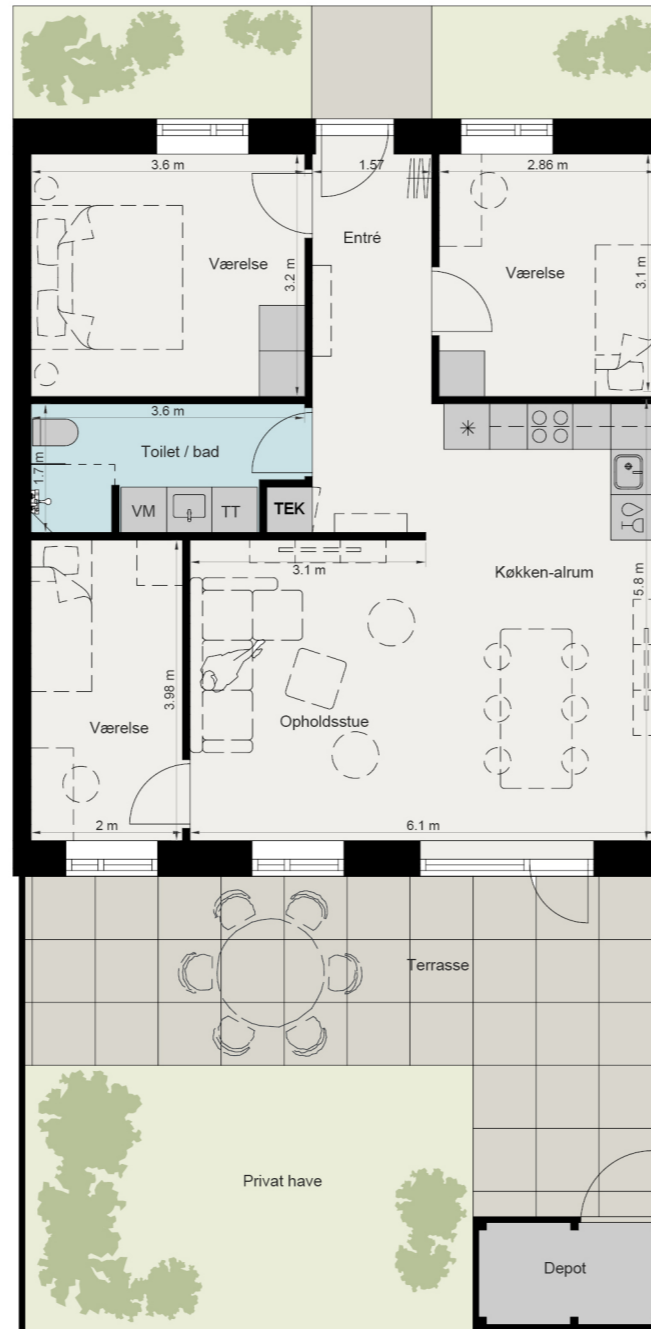 3.6 m
1.57
2.86 m
Entré
Værelse
3.2 m
Værelse
3.1 m
3.6 m
1.7 m
Toilet / bad
VM
TT
TEK
3.1 m
Køkken-alrum
5.8 m
3.98 m
Værelse
Opholdsstue
2 m
6.1 m
Terrasse
Privat have
Depot